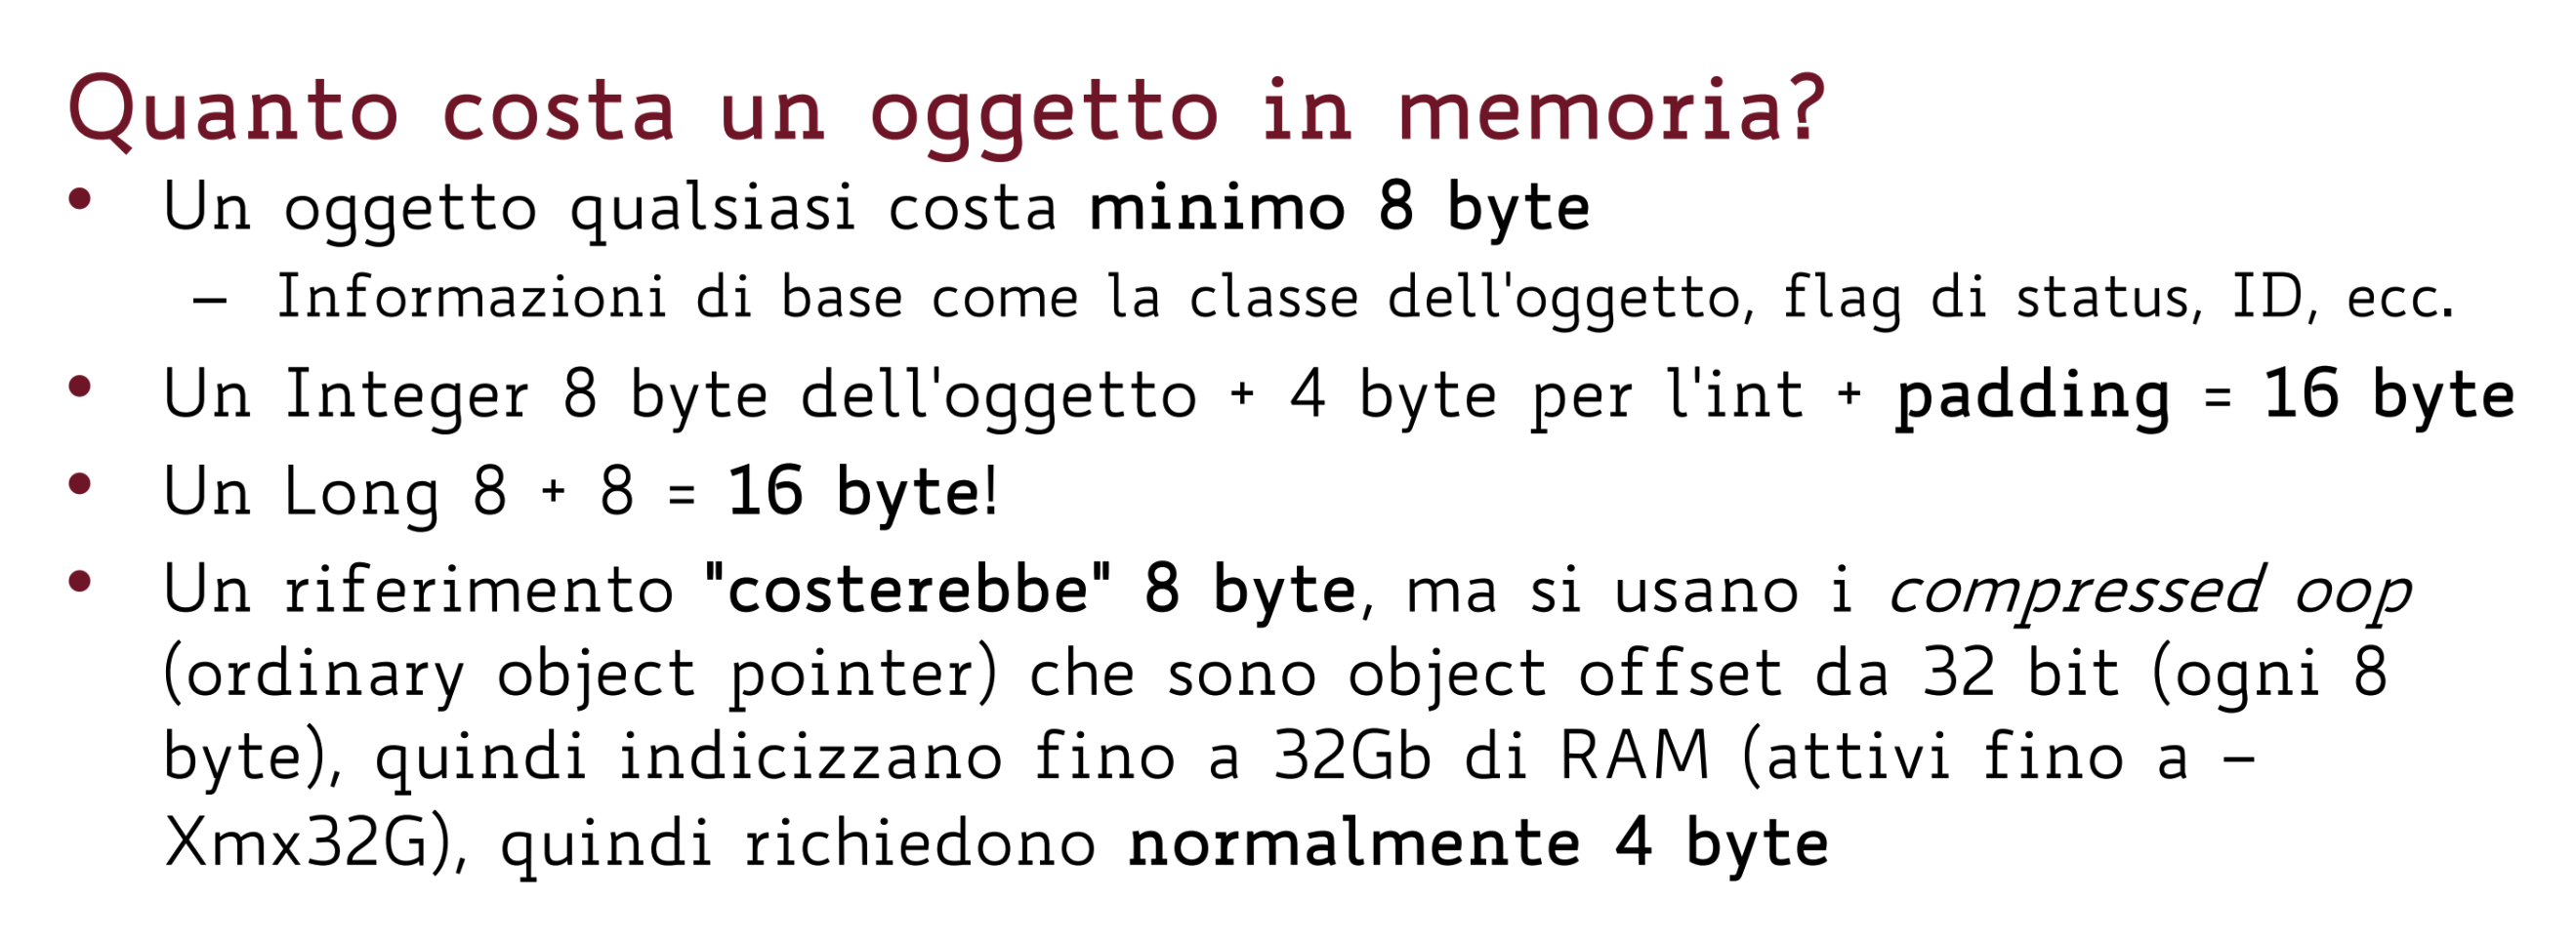 Quanto costa un oggetto in memoria?
• Un oggetto qualsiasi costa minimo 8 byte
– Informazioni di base come la classe dell'oggetto, flag di status, ID, ecc.
• Un Integer 8 byte dell'oggetto + 4 byte per l'int + padding = 16 byte
• Un Long 8 + 8 = 16 byte!
• Un riferimento "costerebbe" 8 byte, ma si usano i compressed oop
(ordinary object pointer) che sono object offset da 32 bit (ogni 8
byte), quindi indicizzano fino a 32Gb di RAM (attivi fino a –
Xmx32G), quindi richiedono normalmente 4 byte